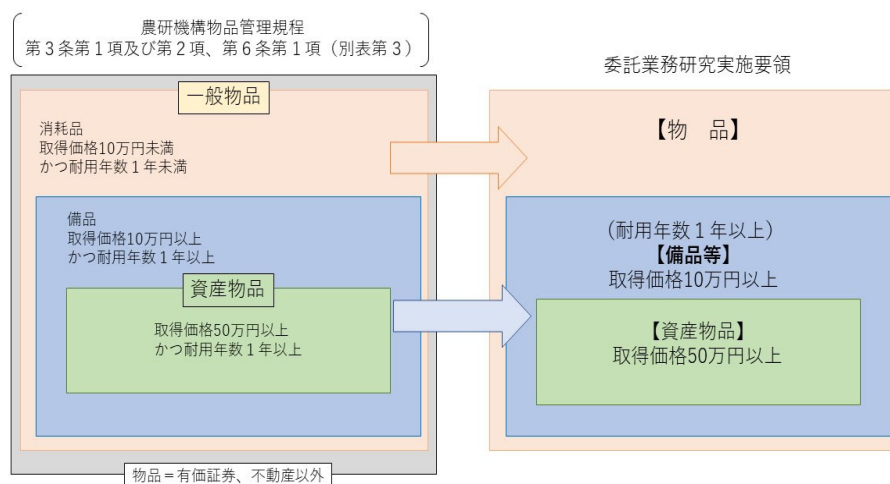 農研機構物品管理規程
第３条第１項及び第２項、第６条第１項（別表第３）
一般物品
消耗品
取得価格10万円未満
かつ耐用年数１年未満
備品
取得価格10万円以上
かつ耐用年数１年以上
資産物品
取得価格50万円以上
かつ耐用年数１年以上
物品＝有価証券、不動産以外
委託業務研究実施要領
【物　品】
（耐用年数１年以上）
【備品等】
取得価格10万円以上
【資産物品】
取得価格50万円以上